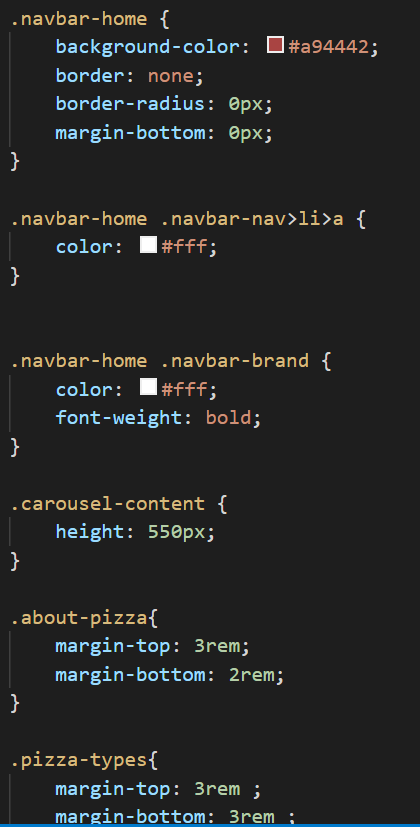 .navbar-home {
    background-color: #a94442;
    border: none;
    border-radius: 0px;
    margin-bottom: 0px;
}
.navbar-home .navbar-nav>li>a {
    color: #fff;
}
.navbar-home .navbar-brand {
    color: #fff;
    font-weight: bold;
}
.carousel-content {
    height: 550px;
}
.about-pizza{
    margin-top: 3rem;
    margin-bottom: 2rem;
}
.pizza-types{
    margin-top: 3rem ;
    margin-bottom: 3rem ;